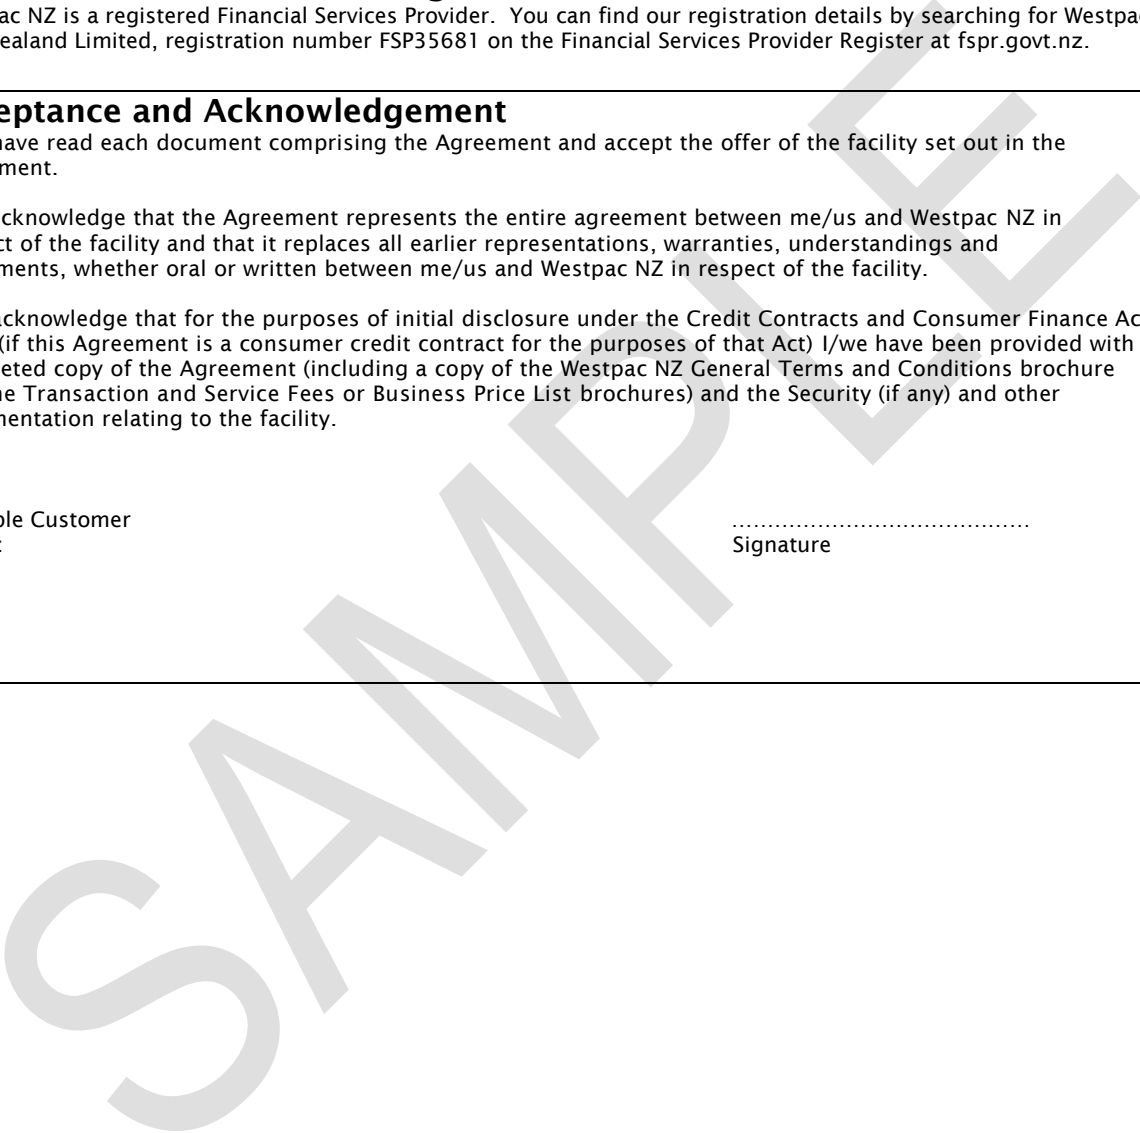 ac NZ is a registered Financial Services Provider. You can find our registration details by searching for Westpac
ealand Limited, registration number FSP35681 on the Financial Services Provider Register at fspr.govt.nz.
eptance and Acknowledgement
have read each document comprising the Agreement and accept the offer of the facility set out in the
ment.
cknowledge that the Agreement represents the entire agreement between me/us and Westpac NZ in
ct of the facility and that it replaces all earlier representations, warranties, understandings and
ments, whether oral or written between me/us and Westpac NZ in respect of the facility.
acknowledge that for the purposes of initial disclosure under the Credit Contracts and Consumer Finance Ac
(if this Agreement is a consumer credit contract for the purposes of that Act) I/we have been provided with
eted copy of the Agreement (including a copy of the Westpac NZ General Terms and Conditions brochure
he Transaction and Service Fees or Business Price List brochures) and the Security (if any) and other
mentation relating to the facility.
ple Customer
……………………………………
Signature
SAMPLE